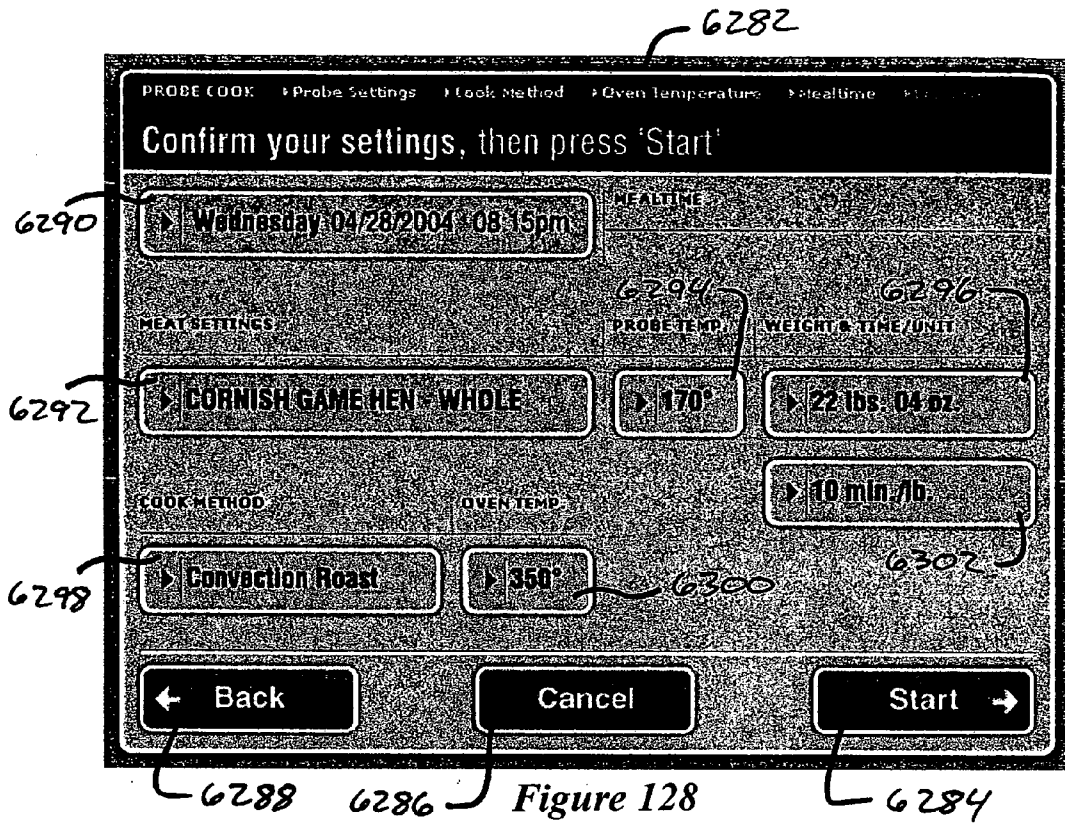 6282
PROBE COOK ▸Probe Settings ▸Cook Method ▸Oven Temperature ▸Mealtime
Confirm your settings, then press 'Start'
6290
▸ Wednesday 04/28/2004 08:15pm
MEALTIME
6294
6296
MEAT SETTINGS
PROBE TEMP.
WEIGHT & TIME/UNIT
6292
▸ CORNISH GAME HEN - WHOLE
▸ 170°
▸ 22 lbs. 04 oz.
▸ 10 min./lb.
COOK METHOD
OVEN TEMP.
6302
6298
▸ Convection Roast
▸ 350°
6300
← Back
Cancel
Start →
6288
6286
Figure 128
6284